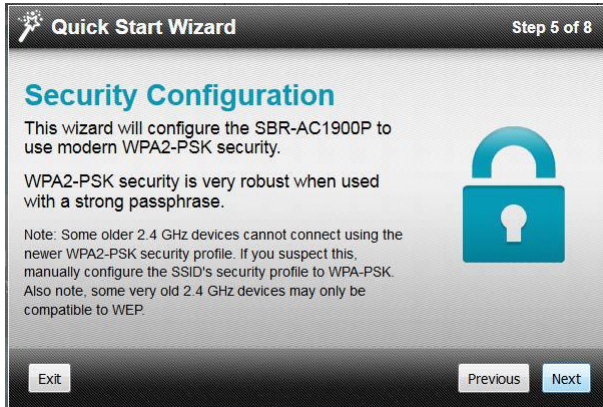 Quick Start Wizard
Step 5 of 8
Security Configuration
This wizard will configure the SBR-AC1900P to
use modern WPA2-PSK security.
WPA2-PSK security is very robust when used
with a strong passphrase.
Note: Some older 2.4 GHz devices cannot connect using the
newer WPA2-PSK security profile. If you suspect this,
manually configure the SSID's security profile to WPA-PSK.
Also note, some very old 2.4 GHz devices may only be
compatible to WEP.
Exit
Previous
Next